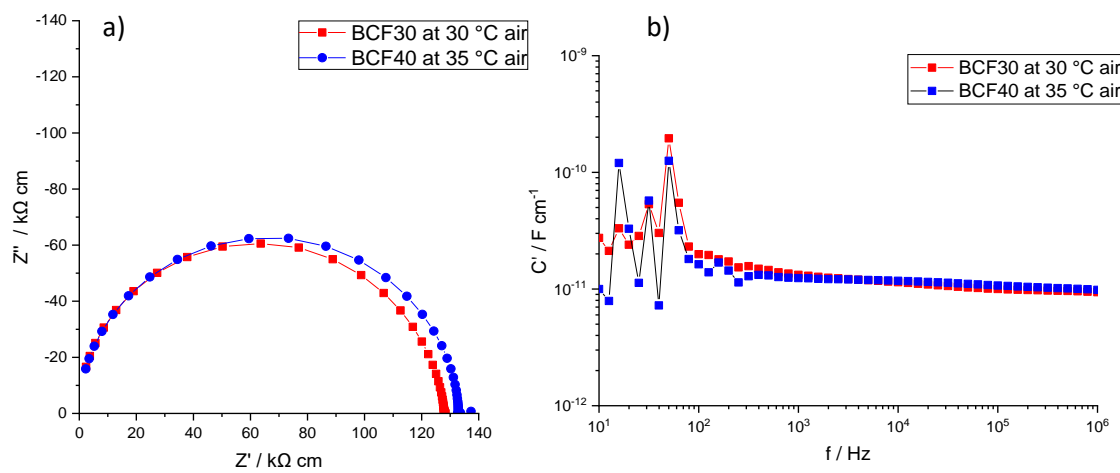 a)
BCF30 at 30 °C air
BCF40 at 35 °C air
-140
-120
-100
-80
-60
-40
-20
0
Z'' / kΩ cm
0 20 40 60 80 100 120 140
Z' / kΩ cm
b)
BCF30 at 30 °C air
BCF40 at 35 °C air
10⁻⁹
10⁻¹⁰
10⁻¹¹
10⁻¹²
C' / F cm⁻¹
10¹ 10² 10³ 10⁴ 10⁵ 10⁶
f / Hz